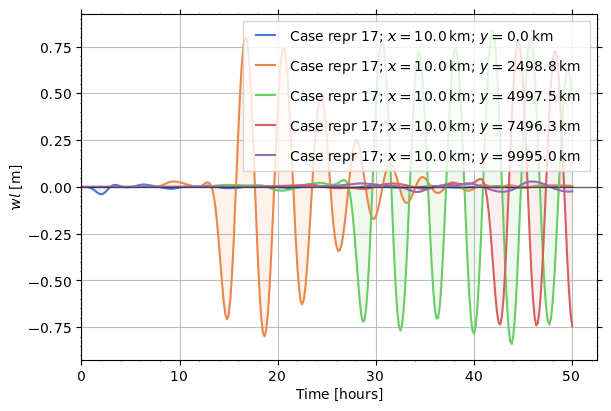 Case repr 17; x = 10.0 km; y = 0.0 km
Case repr 17; x = 10.0 km; y = 2498.8 km
Case repr 17; x = 10.0 km; y = 4997.5 km
Case repr 17; x = 10.0 km; y = 7496.3 km
Case repr 17; x = 10.0 km; y = 9995.0 km
0.75
0.50
0.25
0.00
−0.25
−0.50
−0.75
wl [m]
0 10 20 30 40 50
Time [hours]